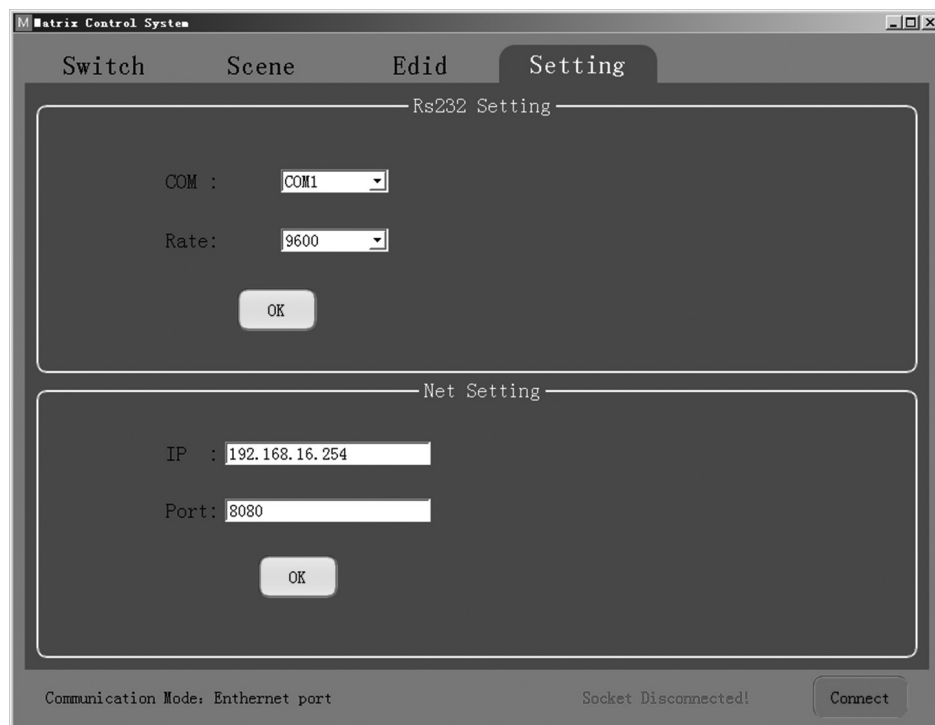 M Matrix Control System
Switch Scene Edid Setting
Rs232 Setting
COM : COM1
Rate: 9600
OK
Net Setting
IP : 192.168.16.254
Port: 8080
OK
Communication Mode: Enthernet port Socket Disconnected! Connect